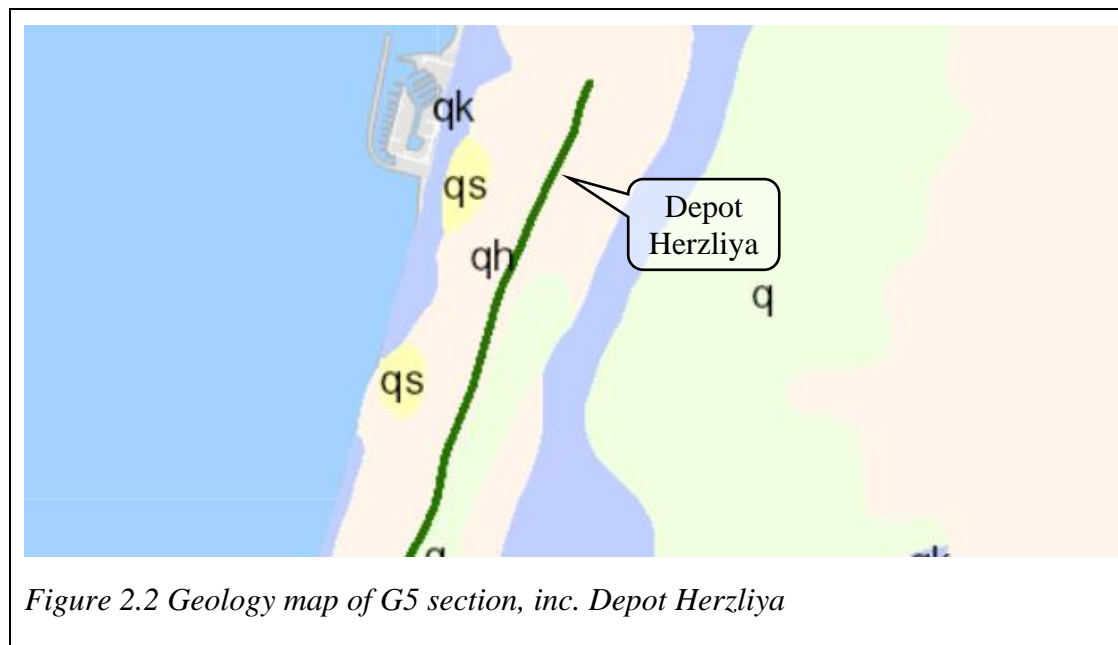 qk
qs
Depot
Herzliya
qh
q
qs
Figure 2.2 Geology map of G5 section, inc. Depot Herzliya